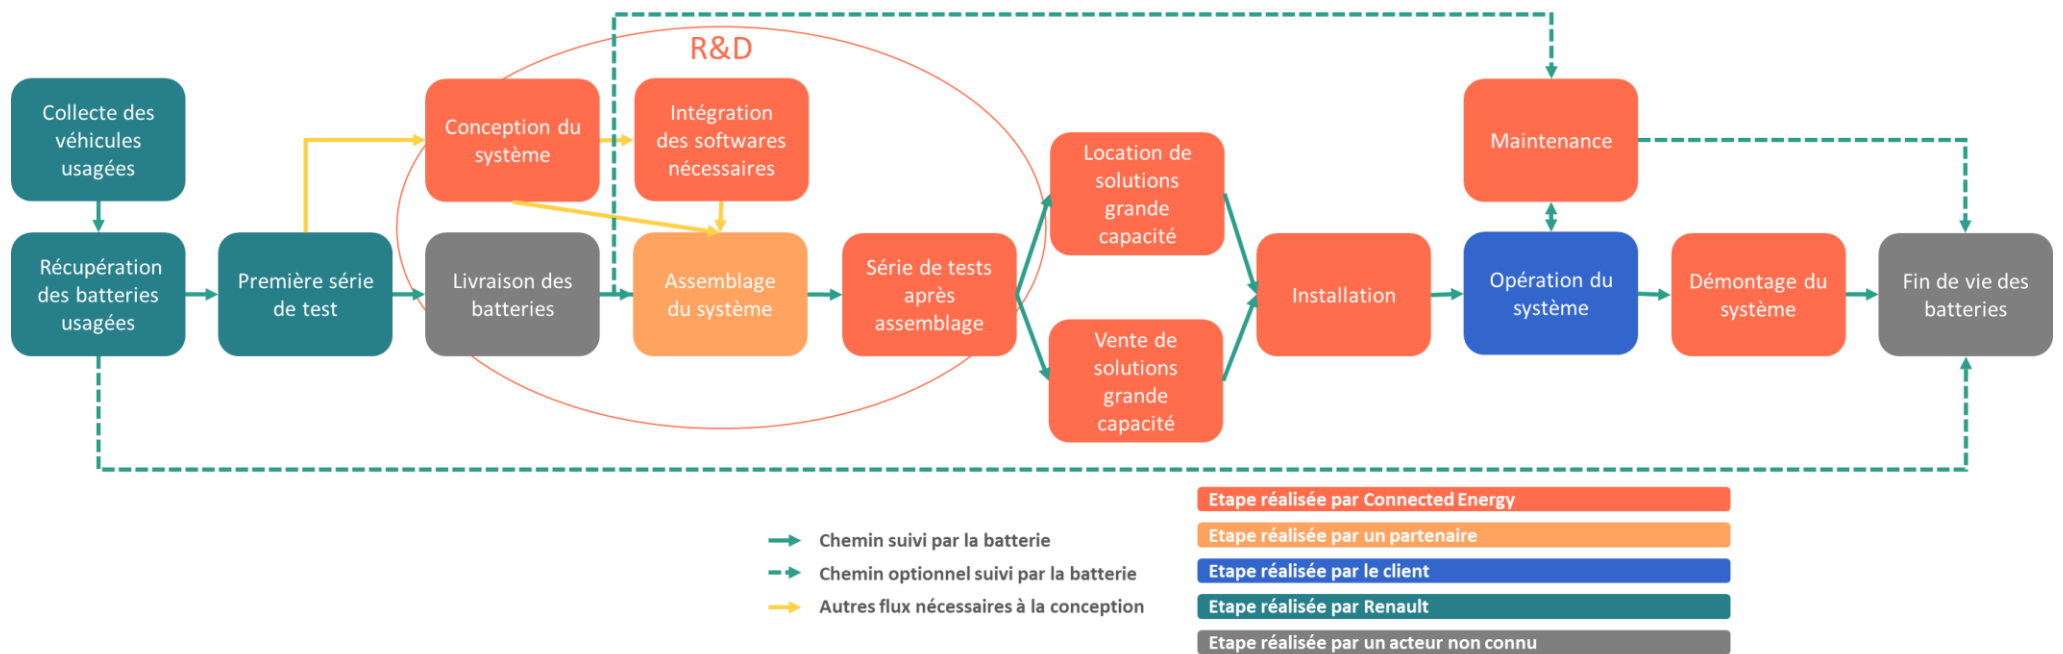 R&D
Collecte des
véhicules
usagées
Conception du
système
Intégration
des softwares
nécessaires
Location de
solutions
grande
capacité
Maintenance
Récupération
des batteries
usagées
Première série
de test
Livraison des
batteries
Assemblage
du système
Série de tests
après
assemblage
Vente de
solutions
grande
capacité
Installation
Opération du
système
Démontage du
système
Fin de vie des
batteries
Chemin suivi par la batterie
Chemin optionnel suivi par la batterie
Autres flux nécessaires à la conception
Etape réalisée par Connected Energy
Etape réalisée par un partenaire
Etape réalisée par le client
Etape réalisée par Renault
Etape réalisée par un acteur non connu